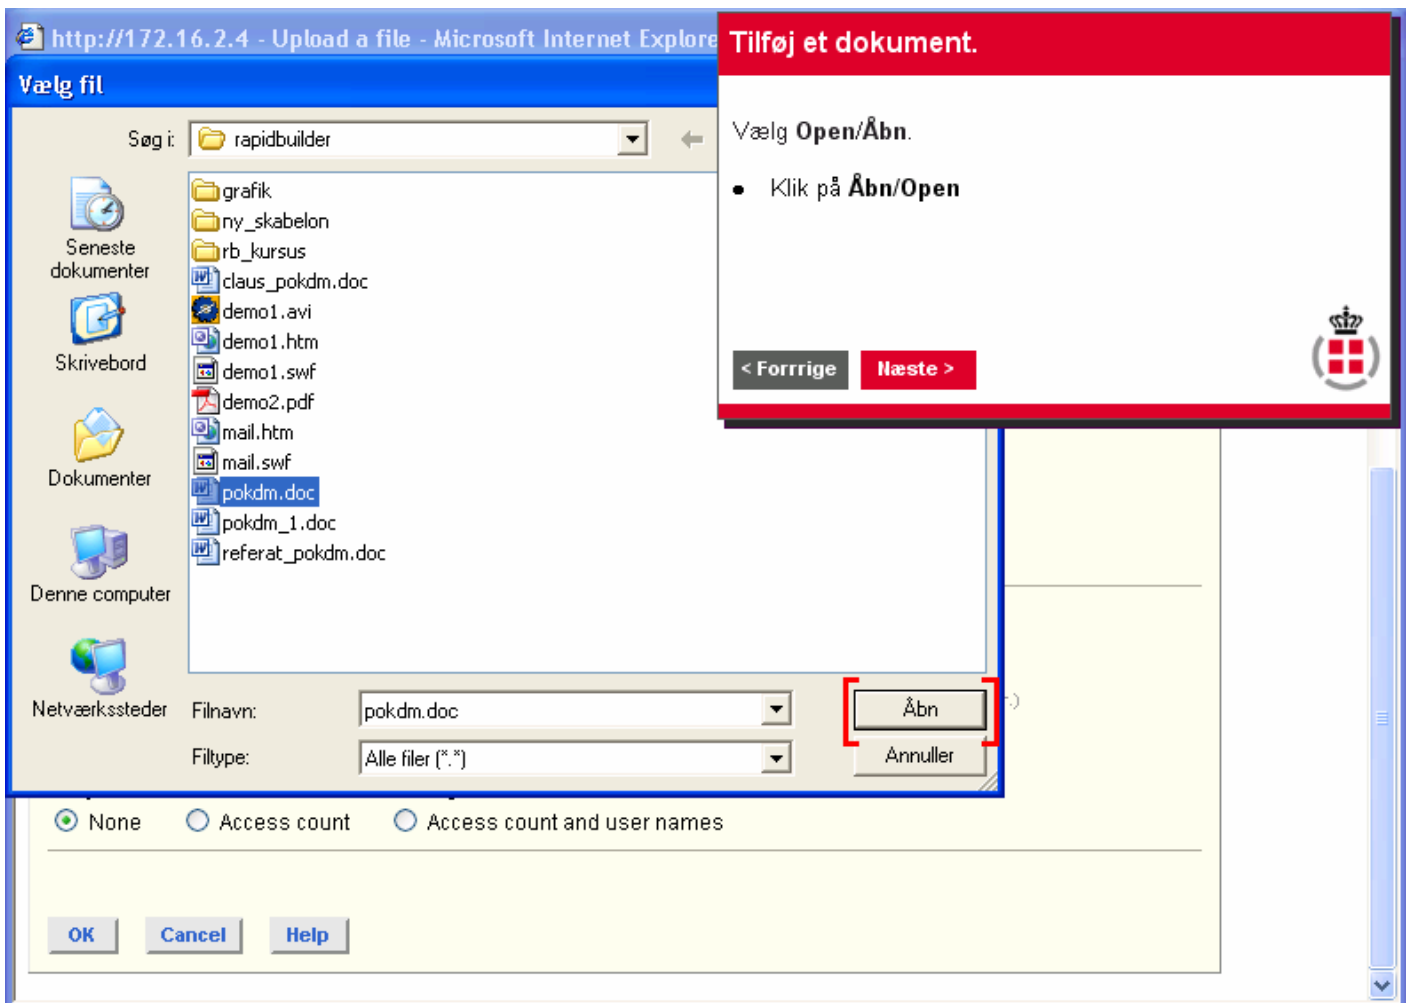 http://172.16.2.4 - Upload a file - Microsoft Internet Explore
Vælg fil
Søg i:
rapidbuilder
Seneste
dokumenter
Skrivebord
Dokumenter
Denne computer
Netværkssteder
grafik
ny_skabelon
rb_kursus
claus_pokdm.doc
demo1.avi
demo1.htm
demo1.swf
demo2.pdf
mail.htm
mail.swf
pokdm.doc
pokdm_1.doc
referat_pokdm.doc
Filnavn:
pokdm.doc
Åbn
Filtype:
Alle filer (*.*)
Annuller
Tilføj et dokument.
Vælg Open/Åbn.
• Klik på Åbn/Open
< Forrrige
Næste >
.)
None
Access count
Access count and user names
OK
Cancel
Help